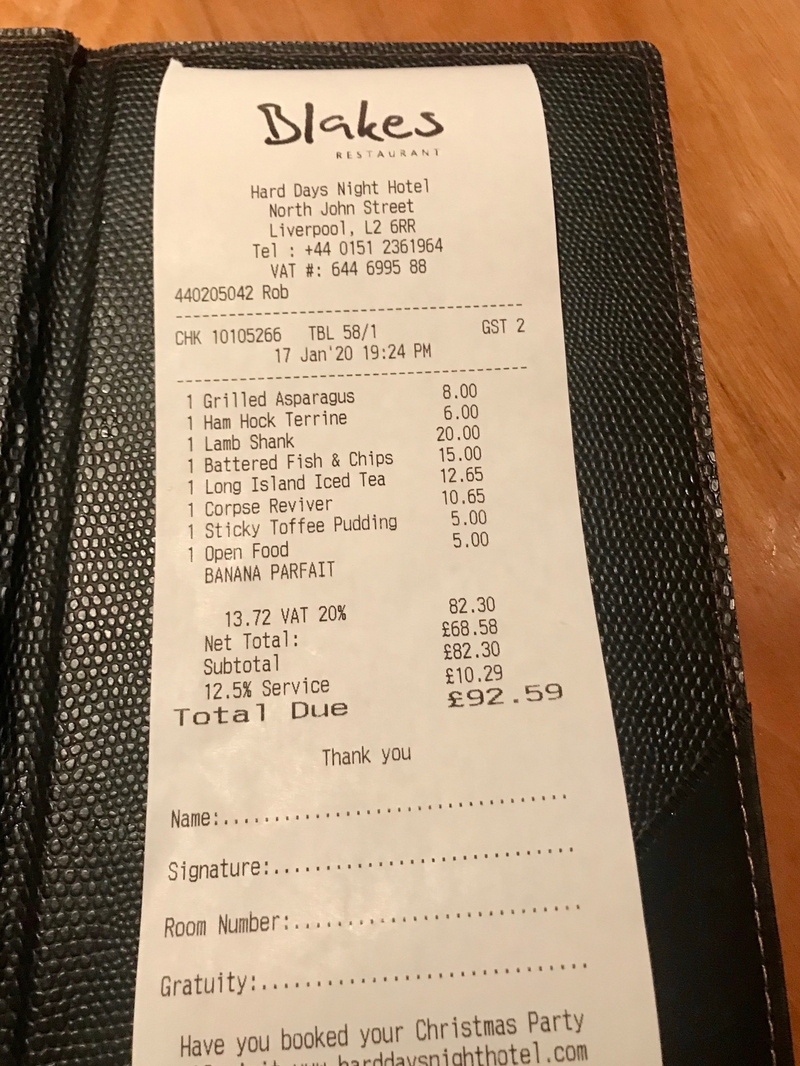 Blakes
RESTAURANT
Hard Days Night Hotel
North John Street
Liverpool, L2 6RR
Tel : +44 0151 2361964
VAT #: 644 6995 88
440205042 Rob
CHK 10105266 TBL 58/1 GST 2
17 Jan'20 19:24 PM
1 Grilled Asparagus 8.00
1 Ham Hock Terrine 6.00
1 Lamb Shank 20.00
1 Battered Fish & Chips 15.00
1 Long Island Iced Tea 12.65
1 Corpse Reviver 10.65
1 Sticky Toffee Pudding 5.00
1 Open Food 5.00
BANANA PARFAIT
13.72 VAT 20% 82.30
Net Total: £68.58
Subtotal £82.30
12.5% Service £10.29
Total Due £92.59
Thank you
Name:
Signature:
Room Number:
Gratuity:
Have you booked your Christmas Party
harddaysnighthotel.com